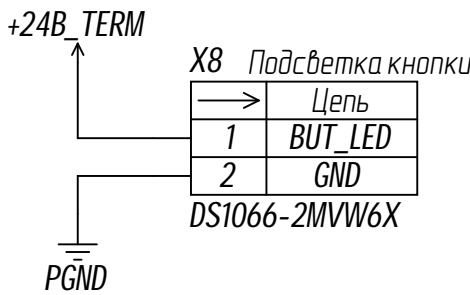 +24В_TERM
X8 Подсветка кнопки
Цепь
1 BUT_LED
2 GND
DS1066-2MVW6X
PGND